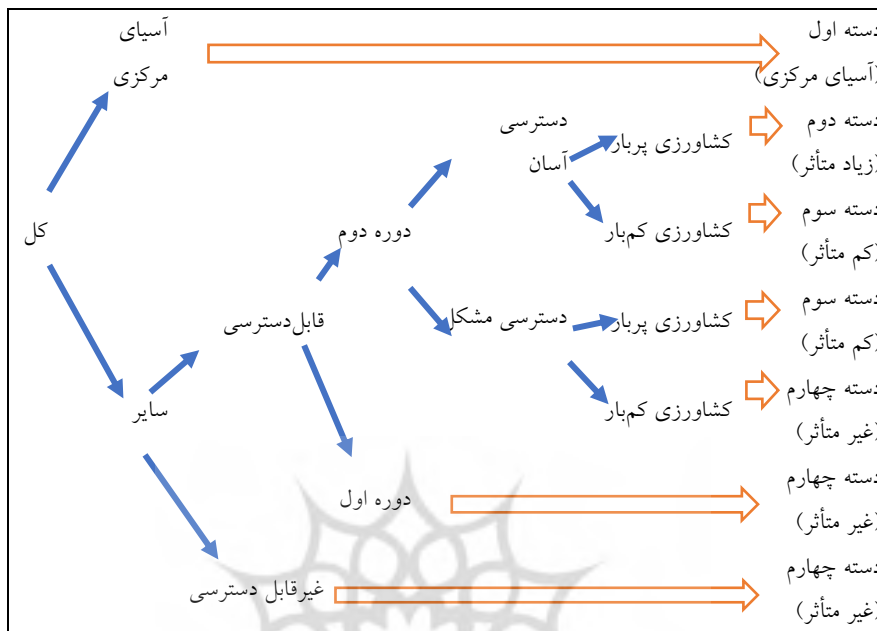 آسیای
مرکزی
دسته اول
(آسیای مرکزی)
دسترسی
آسان
کشاورزی پربار
دسته دوم
(زیاد متأثر)
کل
دوره دوم
کشاورزی کم‌بار
دسته سوم
(کم متأثر)
قابل‌دسترسی
دسترسی مشکل
کشاورزی پربار
دسته سوم
(کم متأثر)
سایر
کشاورزی کم‌بار
دسته چهارم
(غیر متأثر)
دوره اول
دسته چهارم
(غیر متأثر)
غیرقابل دسترسی
دسته چهارم
(غیر متأثر)